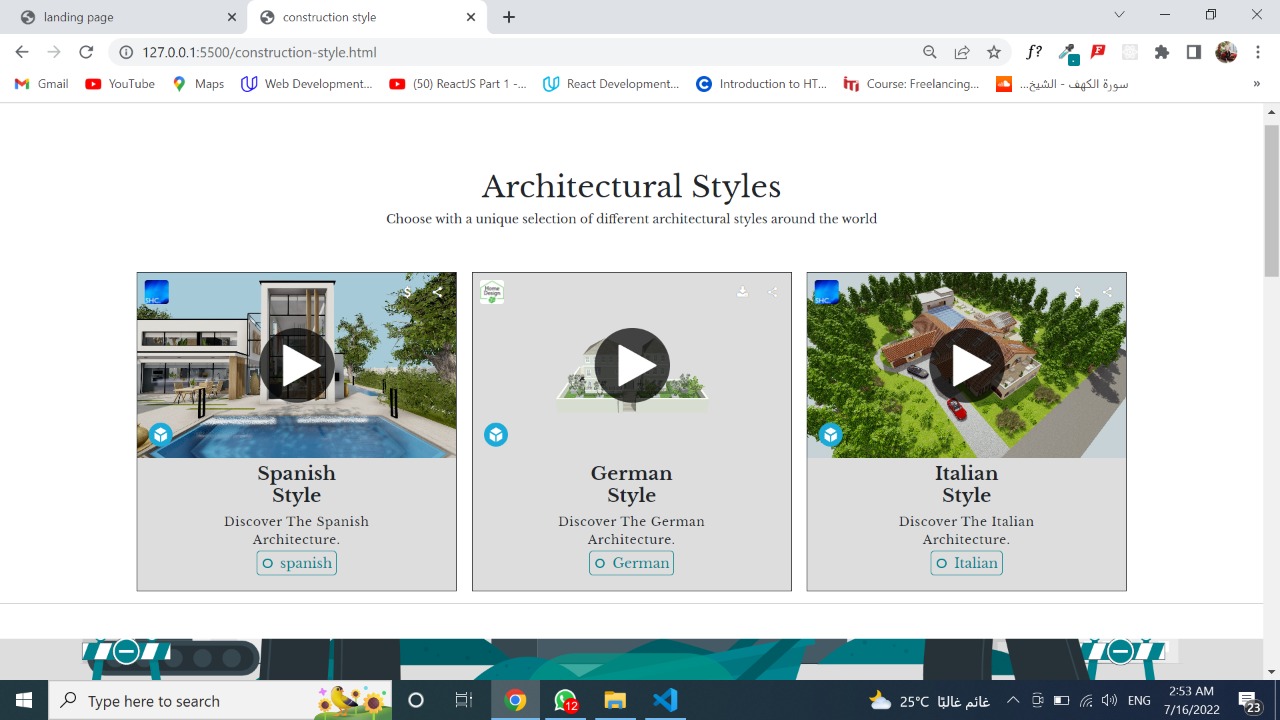 landing page
construction style
127.0.0.1:5500/construction-style.html
f?
Gmail
YouTube
Maps
Web Development...
(50) ReactJS Part 1 -...
React Development...
Introduction to HT...
Course: Freelancing...
سورة الكهف - الشيخ...
»
Architectural Styles
Choose with a unique selection of different architectural styles around the world
SHC
$
Home
Design
SHC
$
Spanish
Style
German
Style
Italian
Style
Discover The Spanish
Architecture.
Discover The German
Architecture.
Discover The Italian
Architecture.
spanish
German
Italian
Type here to search
12
25°C غائم غالبًا
ENG
2:53 AM
7/16/2022
23